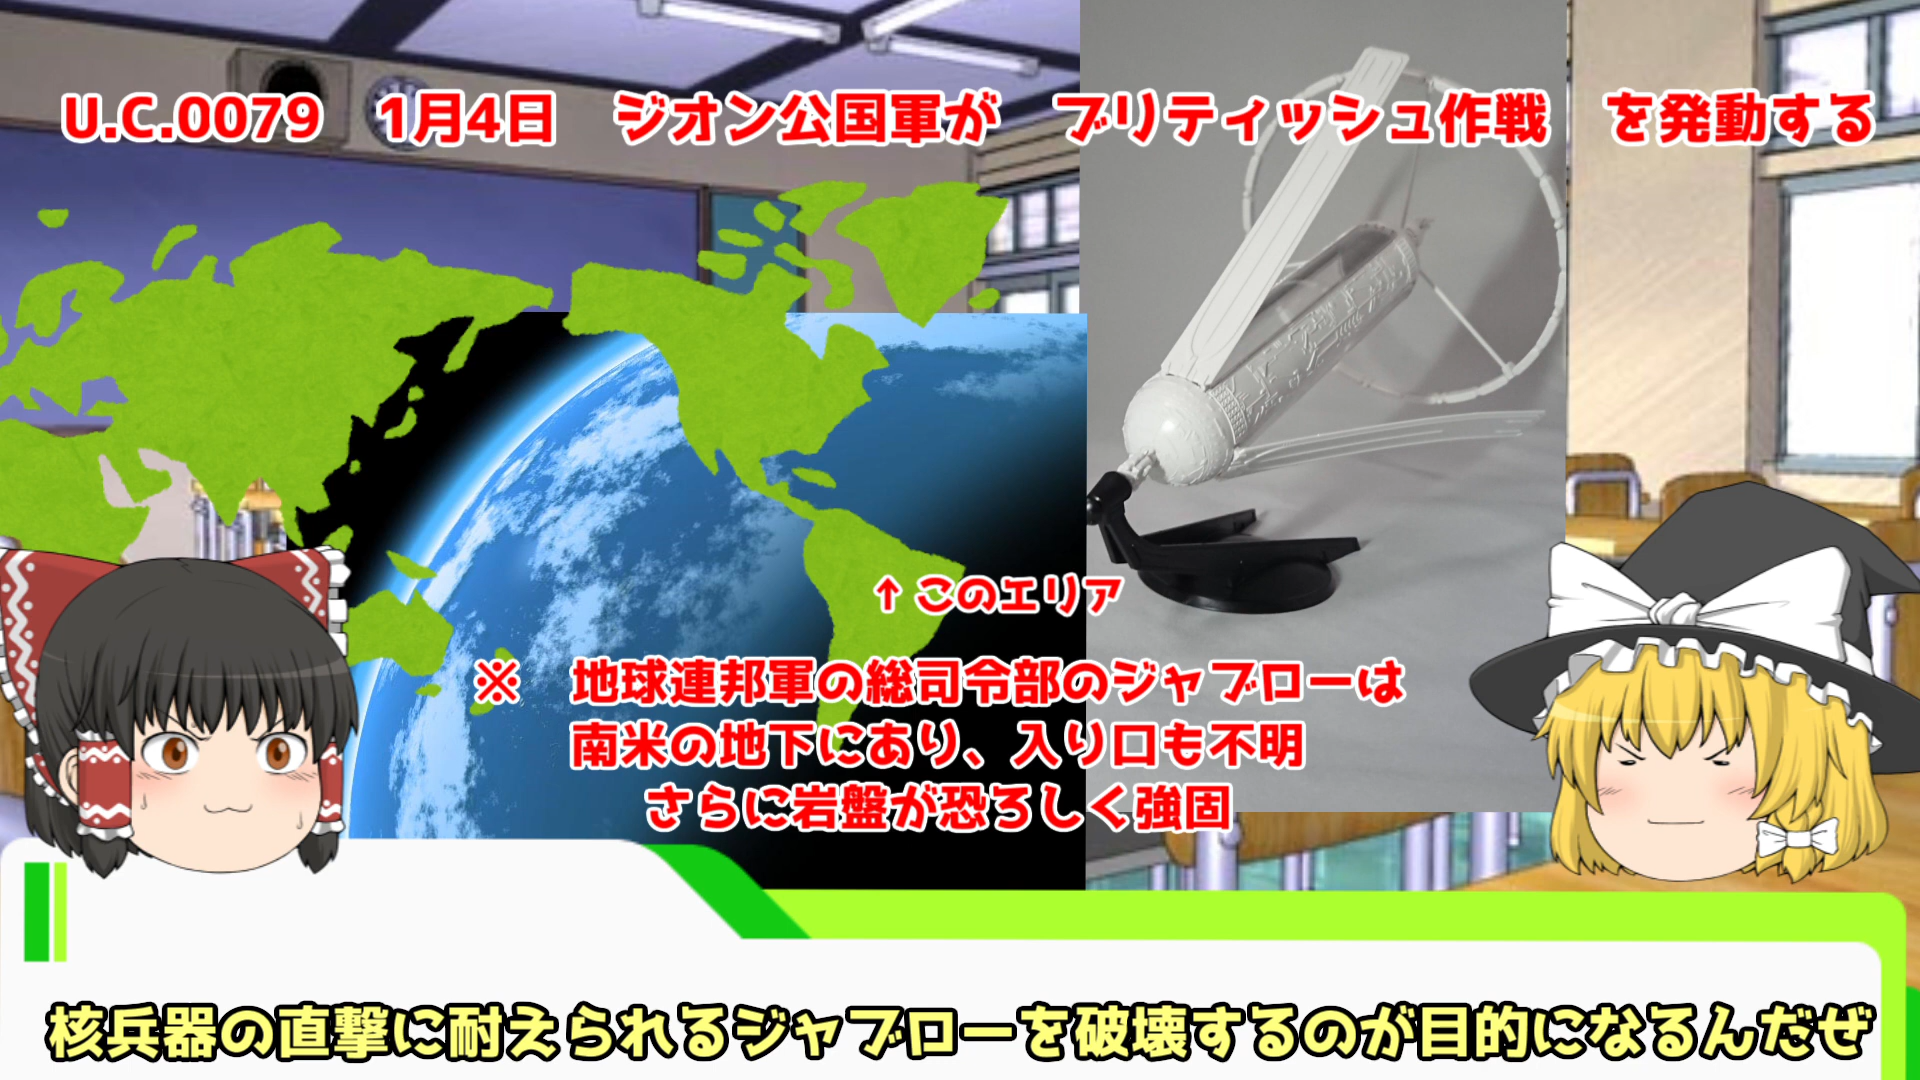 U.C.0079　1月4日　ジオン公国軍が　ブリティッシュ作戦　を発動する
↑このエリア
※　地球連邦軍の総司令部のジャブローは
南米の地下にあり、入り口も不明
さらに岩盤が恐ろしく強固
核兵器の直撃に耐えられるジャブローを破壊するのが目的になるんだぜ